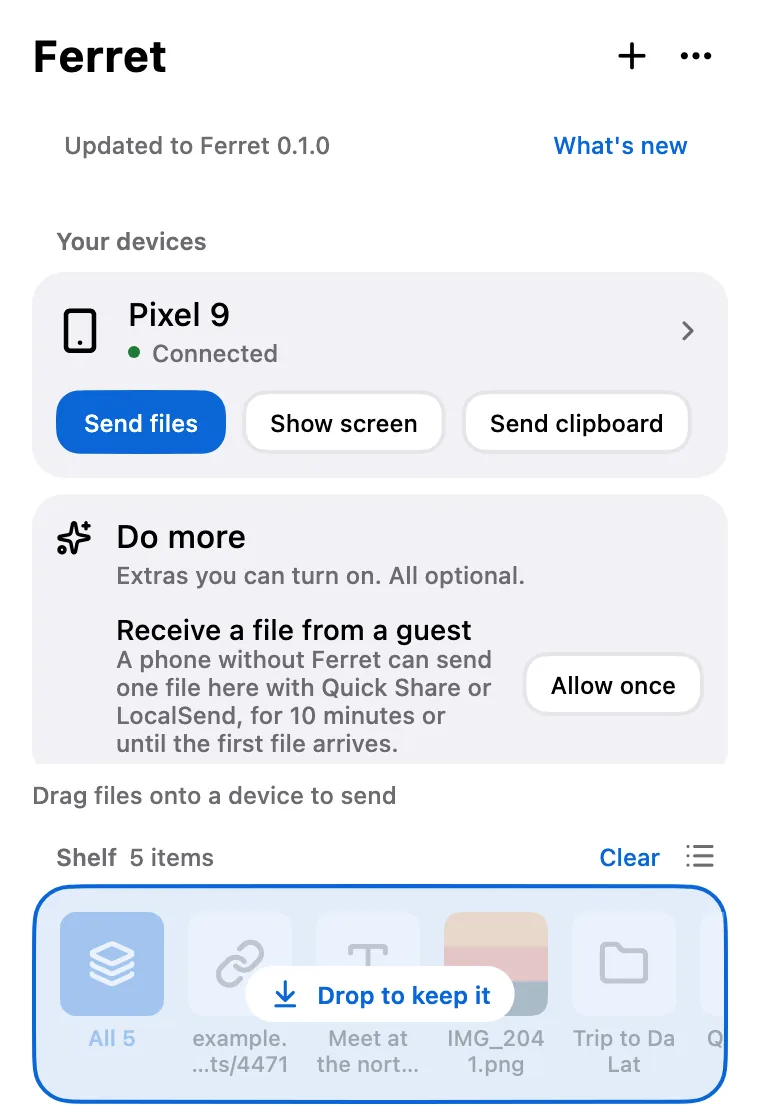 Ferret
Updated to Ferret 0.1.0
What's new
Your devices
Pixel 9
Connected
Send files
Show screen
Send clipboard
Do more
Extras you can turn on. All optional.
Receive a file from a guest
A phone without Ferret can send
one file here with Quick Share or
LocalSend, for 10 minutes or
until the first file arrives.
Allow once
Drag files onto a device to send
Shelf 5 items
Clear
Drop to keep it
All 5
example.
...ts/4471
Meet at
the nort...
IMG_204
1.png
Trip to Da
Lat
Q